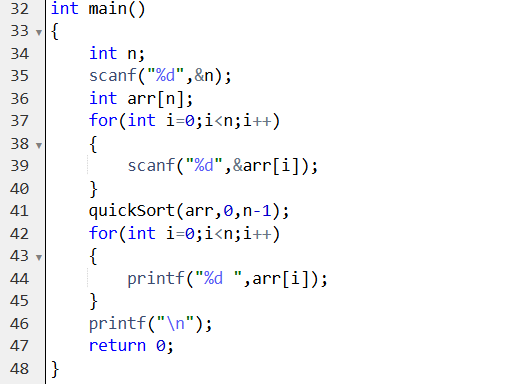 32 int main()
33 {
34     int n;
35     scanf("%d",&n);
36     int arr[n];
37     for(int i=0;i<n;i++)
38     {
39         scanf("%d",&arr[i]);
40     }
41     quickSort(arr,0,n-1);
42     for(int i=0;i<n;i++)
43     {
44         printf("%d ",arr[i]);
45     }
46     printf("\n");
47     return 0;
48 }